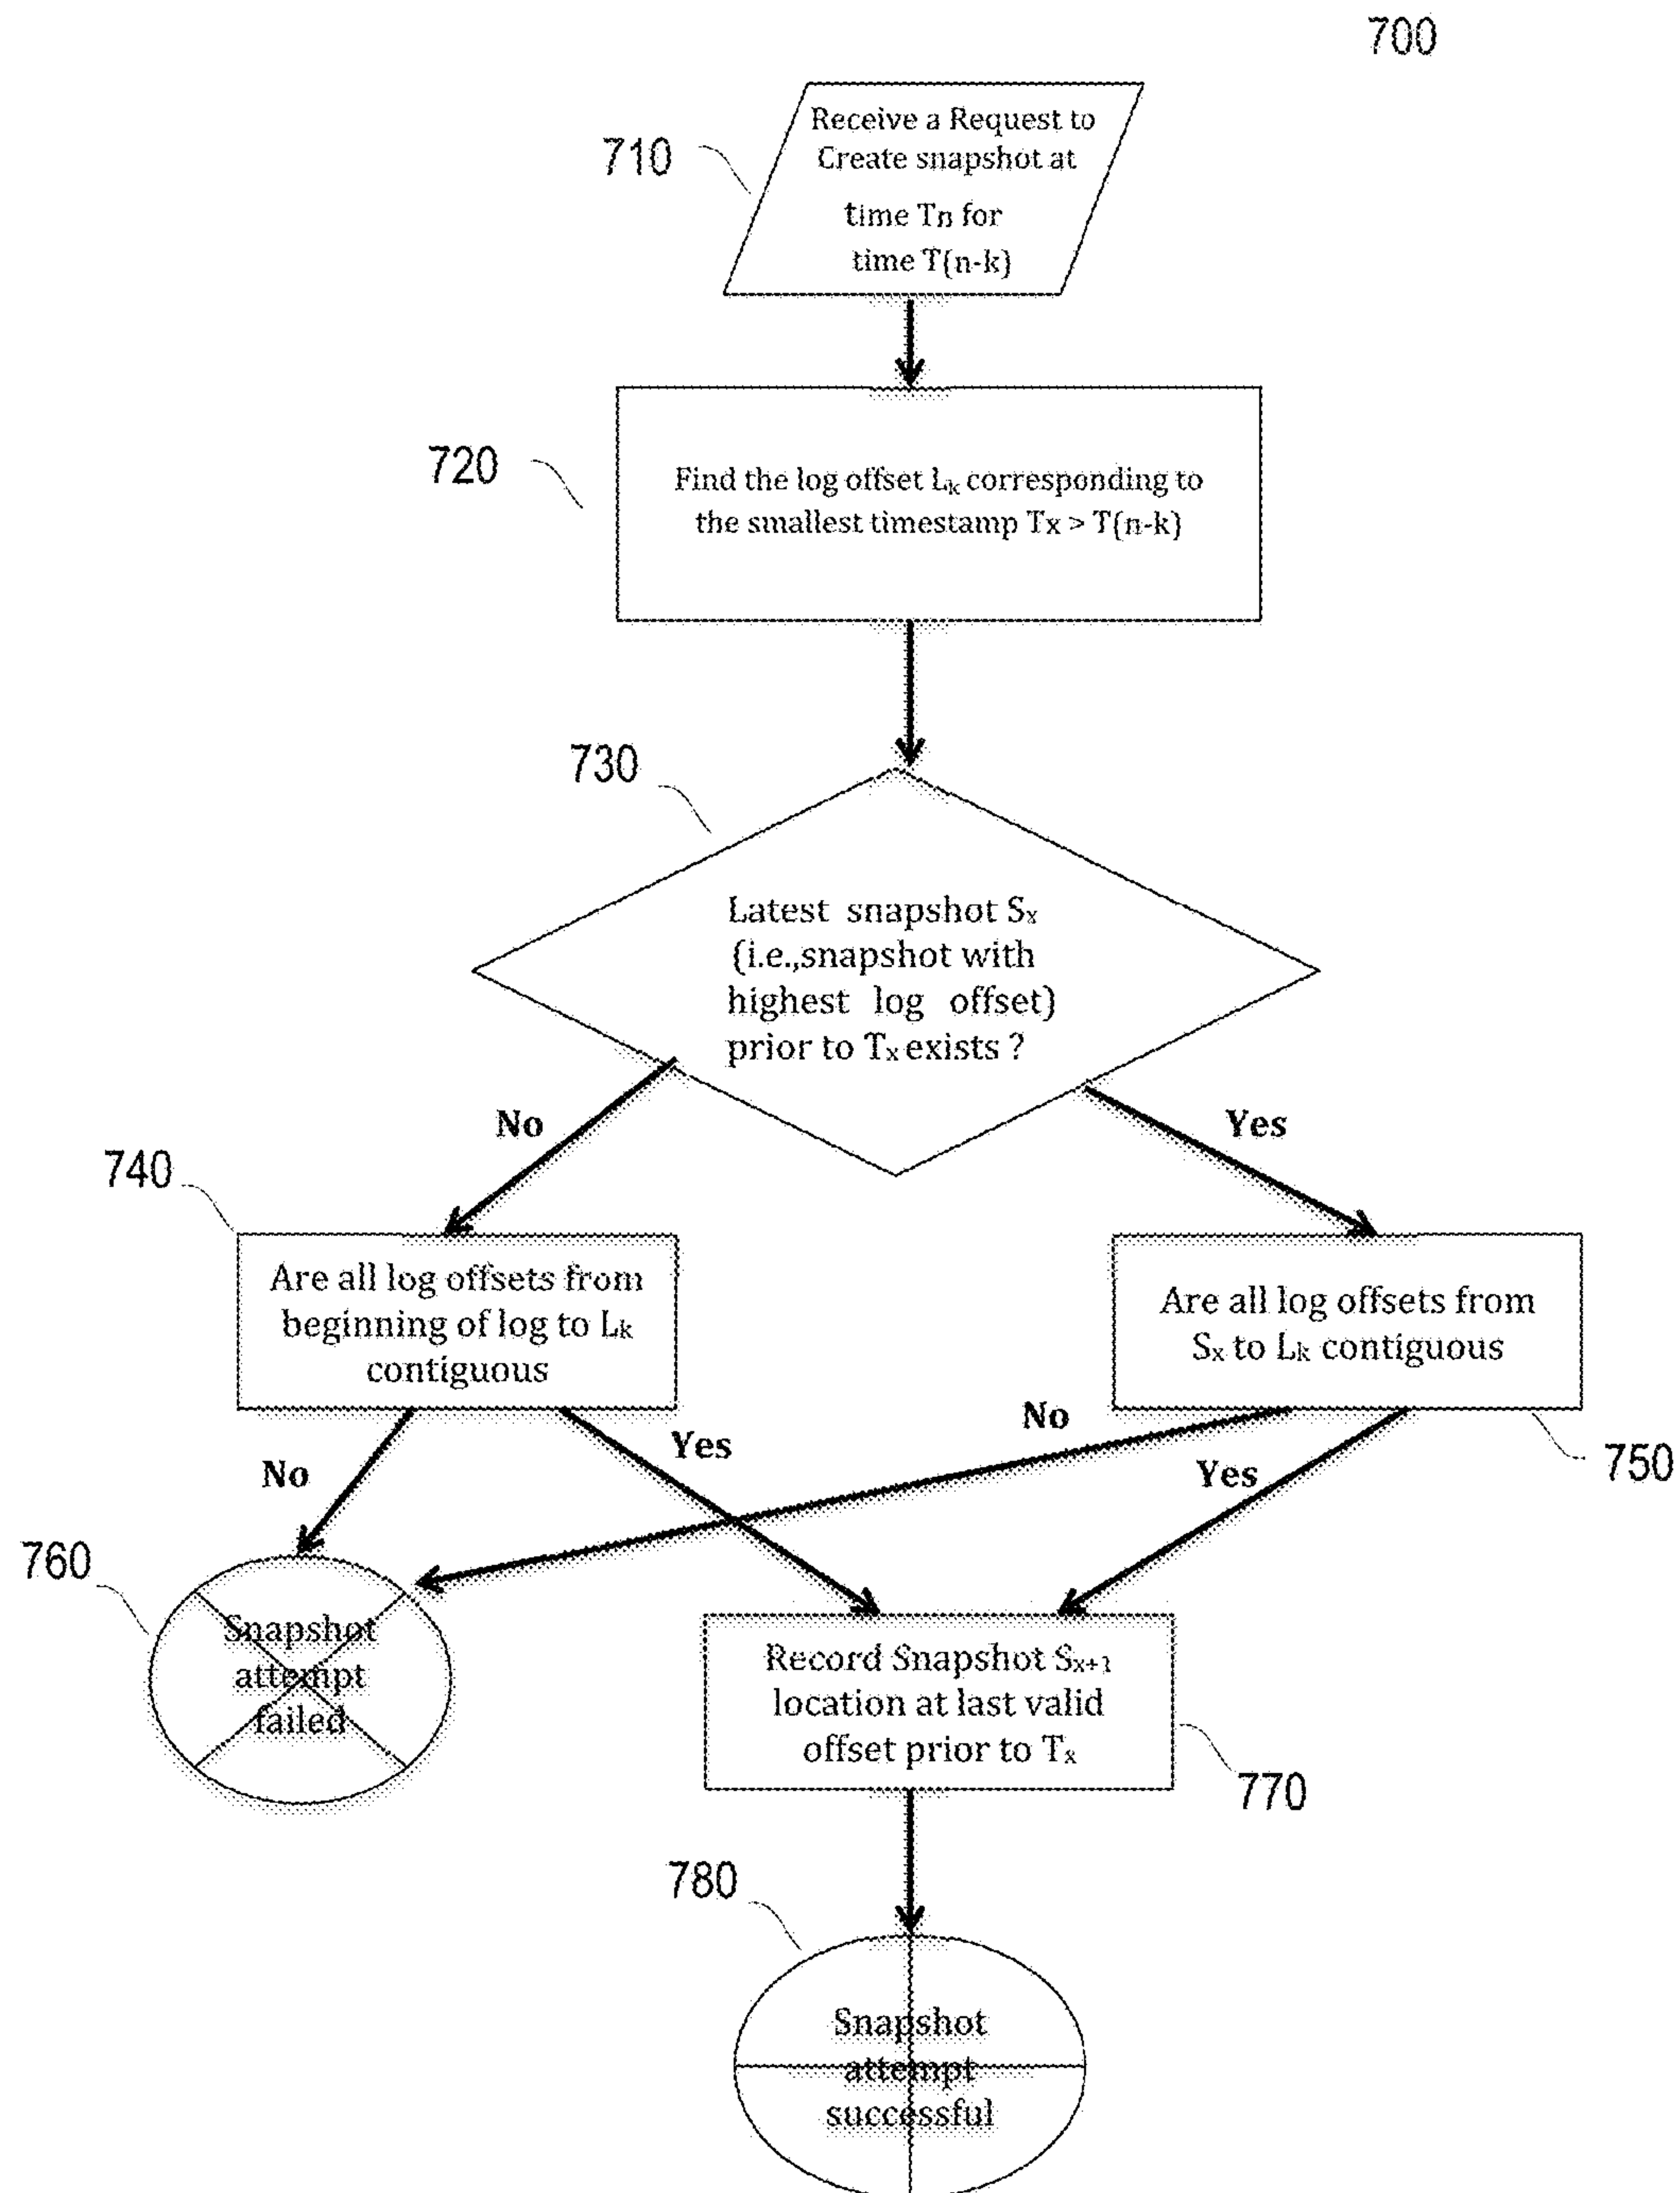 700
710
Receive a Request to
Create snapshot at
time Tn for
time T(n-k)
720
Find the log offset Lk corresponding to
the smallest timestamp Tx > T(n-k)
730
Latest snapshot Sx
(i.e.,snapshot with
highest log offset)
prior to Tx exists ?
No
Yes
740
Are all log offsets from
beginning of log to Lk
contiguous
Are all log offsets from
Sx to Lk contiguous
750
No
Yes
No
Yes
760
Snapshot
attempt
failed
Record Snapshot Sx+1
location at last valid
offset prior to Tx
770
780
Snapshot
attempt
successful